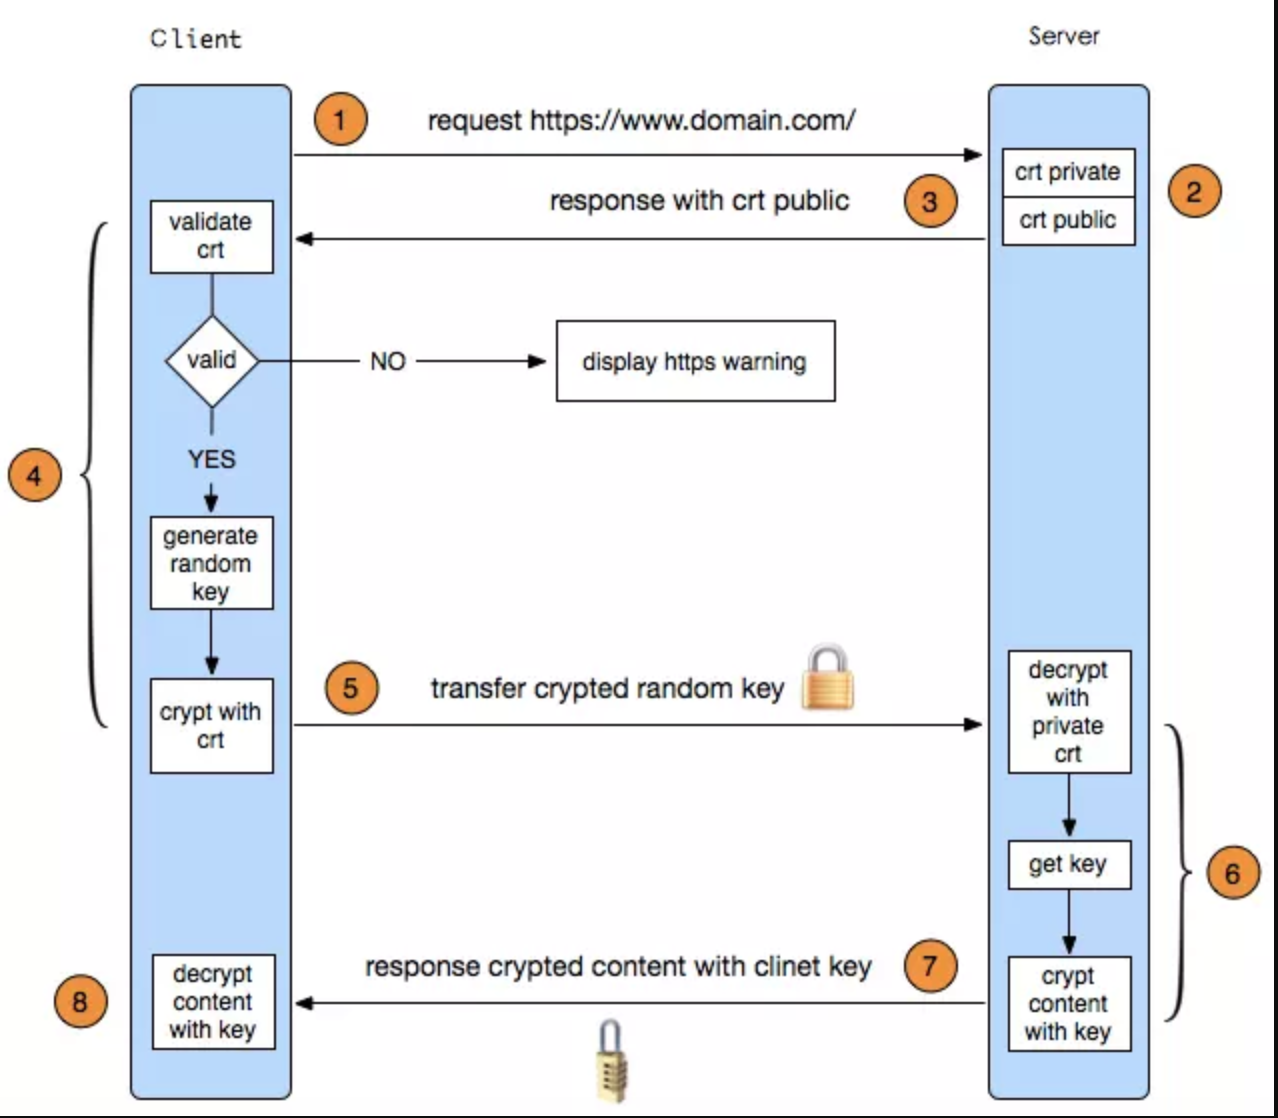 Client
Server
1
request https://www.domain.com/
crt private
2
response with crt public
3
crt public
validate
crt
valid
NO
display https warning
YES
4
generate
random
key
5
transfer crypted random key
decrypt
with
private
crt
crypt with
crt
get key
6
response crypted content with clinet key
7
8
decrypt
content
with key
crypt
content
with key